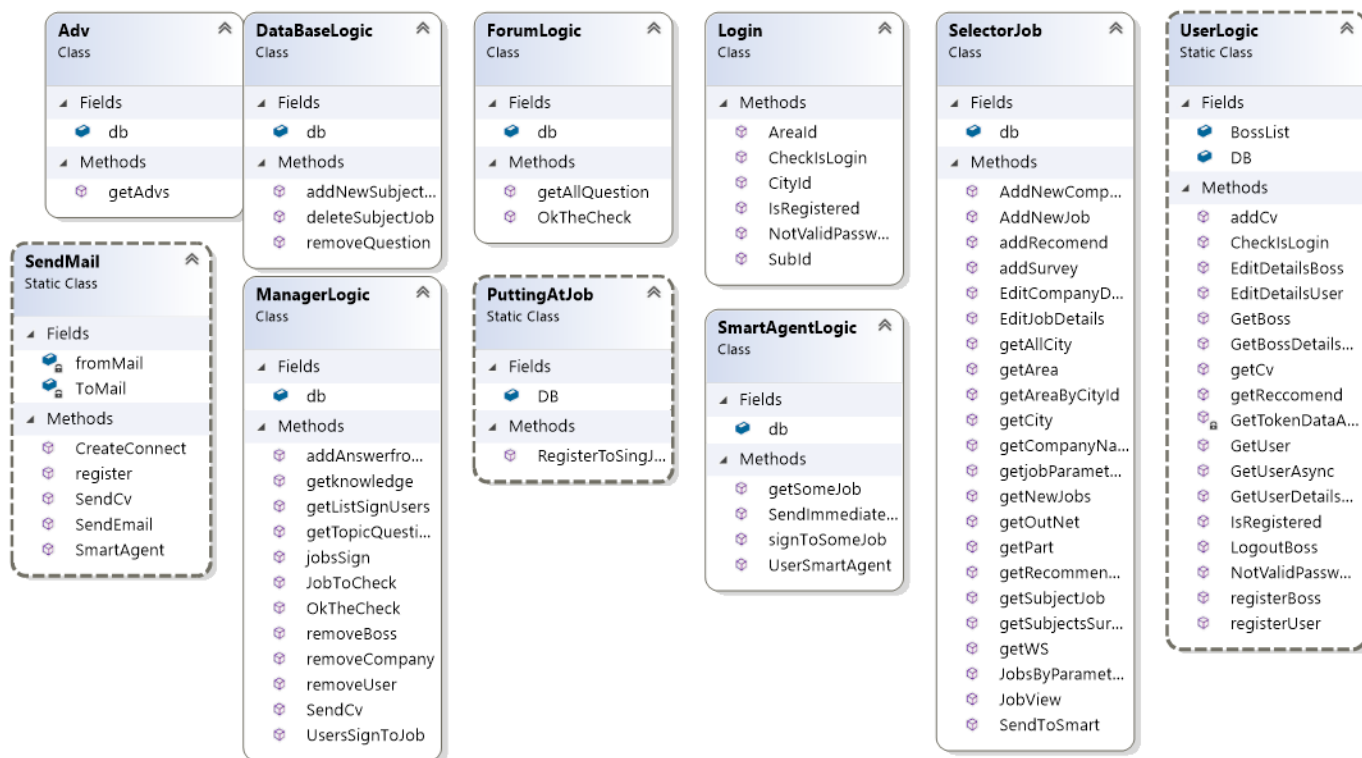 Adv
Class
Fields
db
Methods
getAdvs
SendMail
Static Class
Fields
fromMail
ToMail
Methods
CreateConnect
register
SendCv
SendEmail
SmartAgent
DataBaseLogic
Class
Fields
db
Methods
addNewSubject...
deleteSubjectJob
removeQuestion
ManagerLogic
Class
Fields
db
Methods
addAnswerfro...
getknowledge
getListSignUsers
getTopicQuesti...
jobsSign
JobToCheck
OkTheCheck
removeBoss
removeCompany
removeUser
SendCv
UsersSignToJob
ForumLogic
Class
Fields
db
Methods
getAllQuestion
OkTheCheck
PuttingAtJob
Static Class
Fields
DB
Methods
RegisterToSingJ...
Login
Class
Methods
AreaId
CheckIsLogin
CityId
IsRegistered
NotValidPassw...
SubId
SmartAgentLogic
Class
Fields
db
Methods
getSomeJob
SendImmediate...
signToSomeJob
UserSmartAgent
SelectorJob
Class
Fields
db
Methods
AddNewComp...
AddNewJob
addRecomend
addSurvey
EditCompanyD...
EditJobDetails
getAllCity
getArea
getAreaByCityId
getCity
getCompanyNa...
getjobParamet...
getNewJobs
getOutNet
getPart
getRecommen...
getSubjectJob
getSubjectsSur...
getWS
JobsByParamet...
JobView
SendToSmart
UserLogic
Static Class
Fields
BossList
DB
Methods
addCv
CheckIsLogin
EditDetailsBoss
EditDetailsUser
GetBoss
GetBossDetails...
getCv
getReccomend
GetTokenDataA...
GetUser
GetUserAsync
GetUserDetails...
IsRegistered
LogoutBoss
NotValidPassw...
registerBoss
registerUser